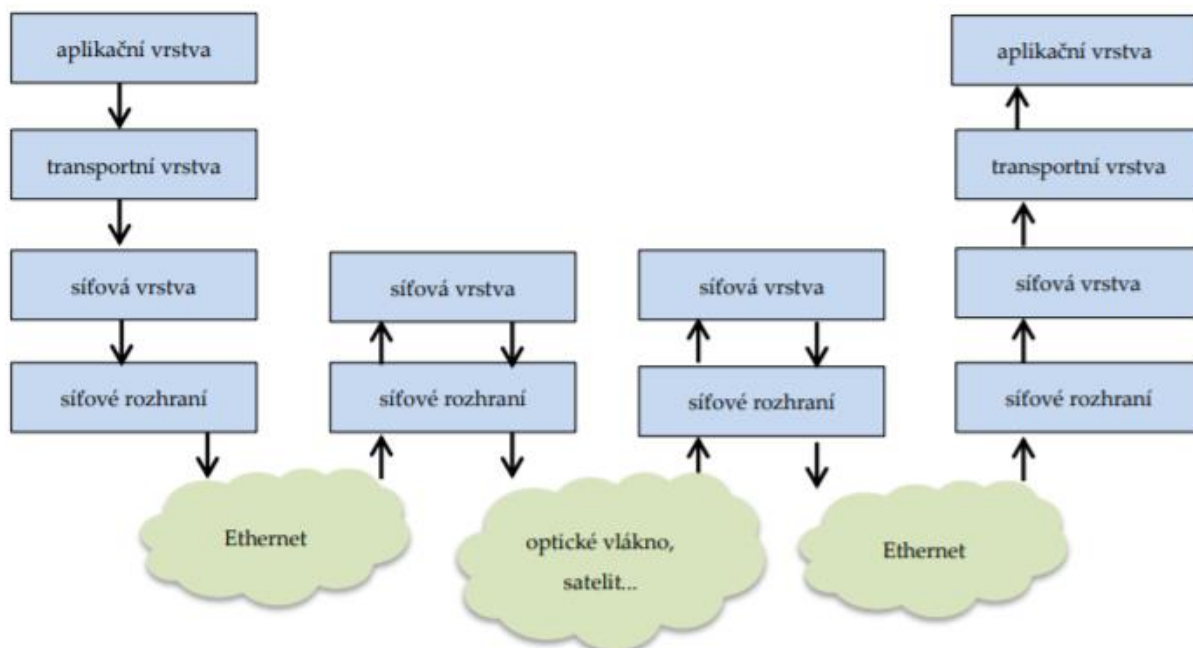 aplikační vrstva
aplikační vrstva
transportní vrstva
transportní vrstva
síťová vrstva
síťová vrstva
síťová vrstva
síťová vrstva
síťové rozhraní
síťové rozhraní
síťové rozhraní
síťové rozhraní
Ethernet
optické vlákno,
satelit...
Ethernet